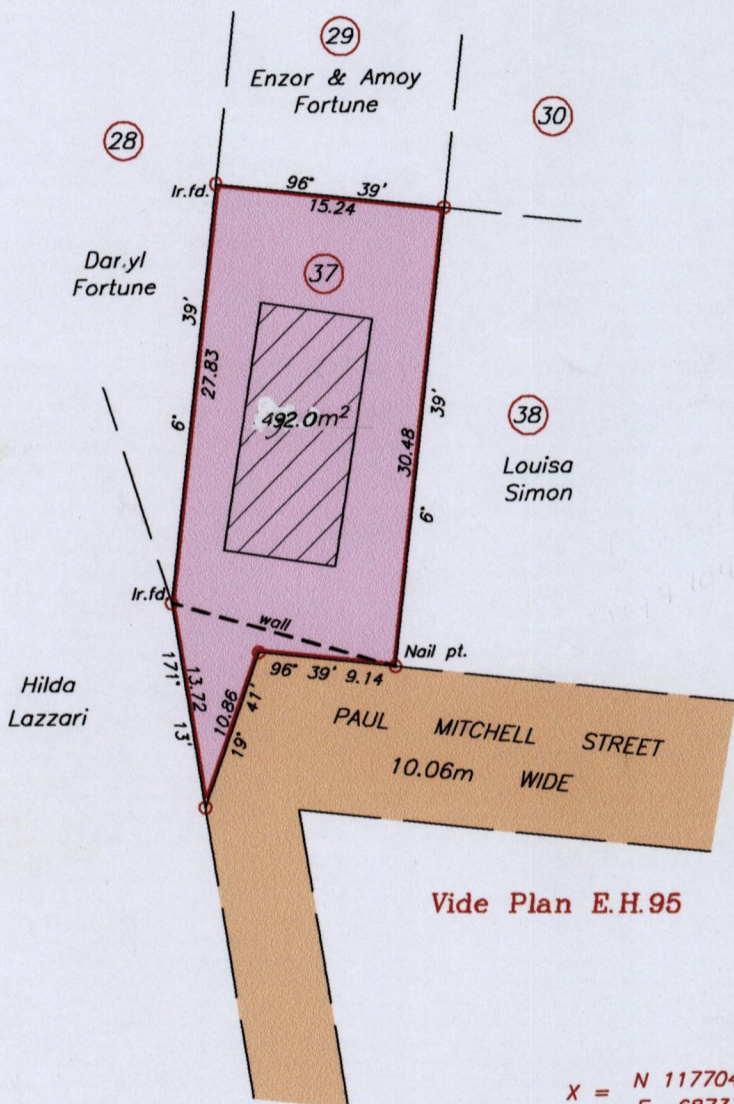 29
Enzor & Amoy
Fortune
30
28
Ir.fd.
96° 39'
15.24
37
Dar.yl
Fortune
39'
27.83
6°
492.0m²
39'
30.48
6°
38
Louisa
Simon
Ir.fd.
wall
Nail pt.
96° 39' 9.14
171°
13.72
13'
10.86
41'
19°
Hilda
Lazzari
PAUL MITCHELL STREET
10.06m WIDE
Vide Plan E.H.95
X = N 117704